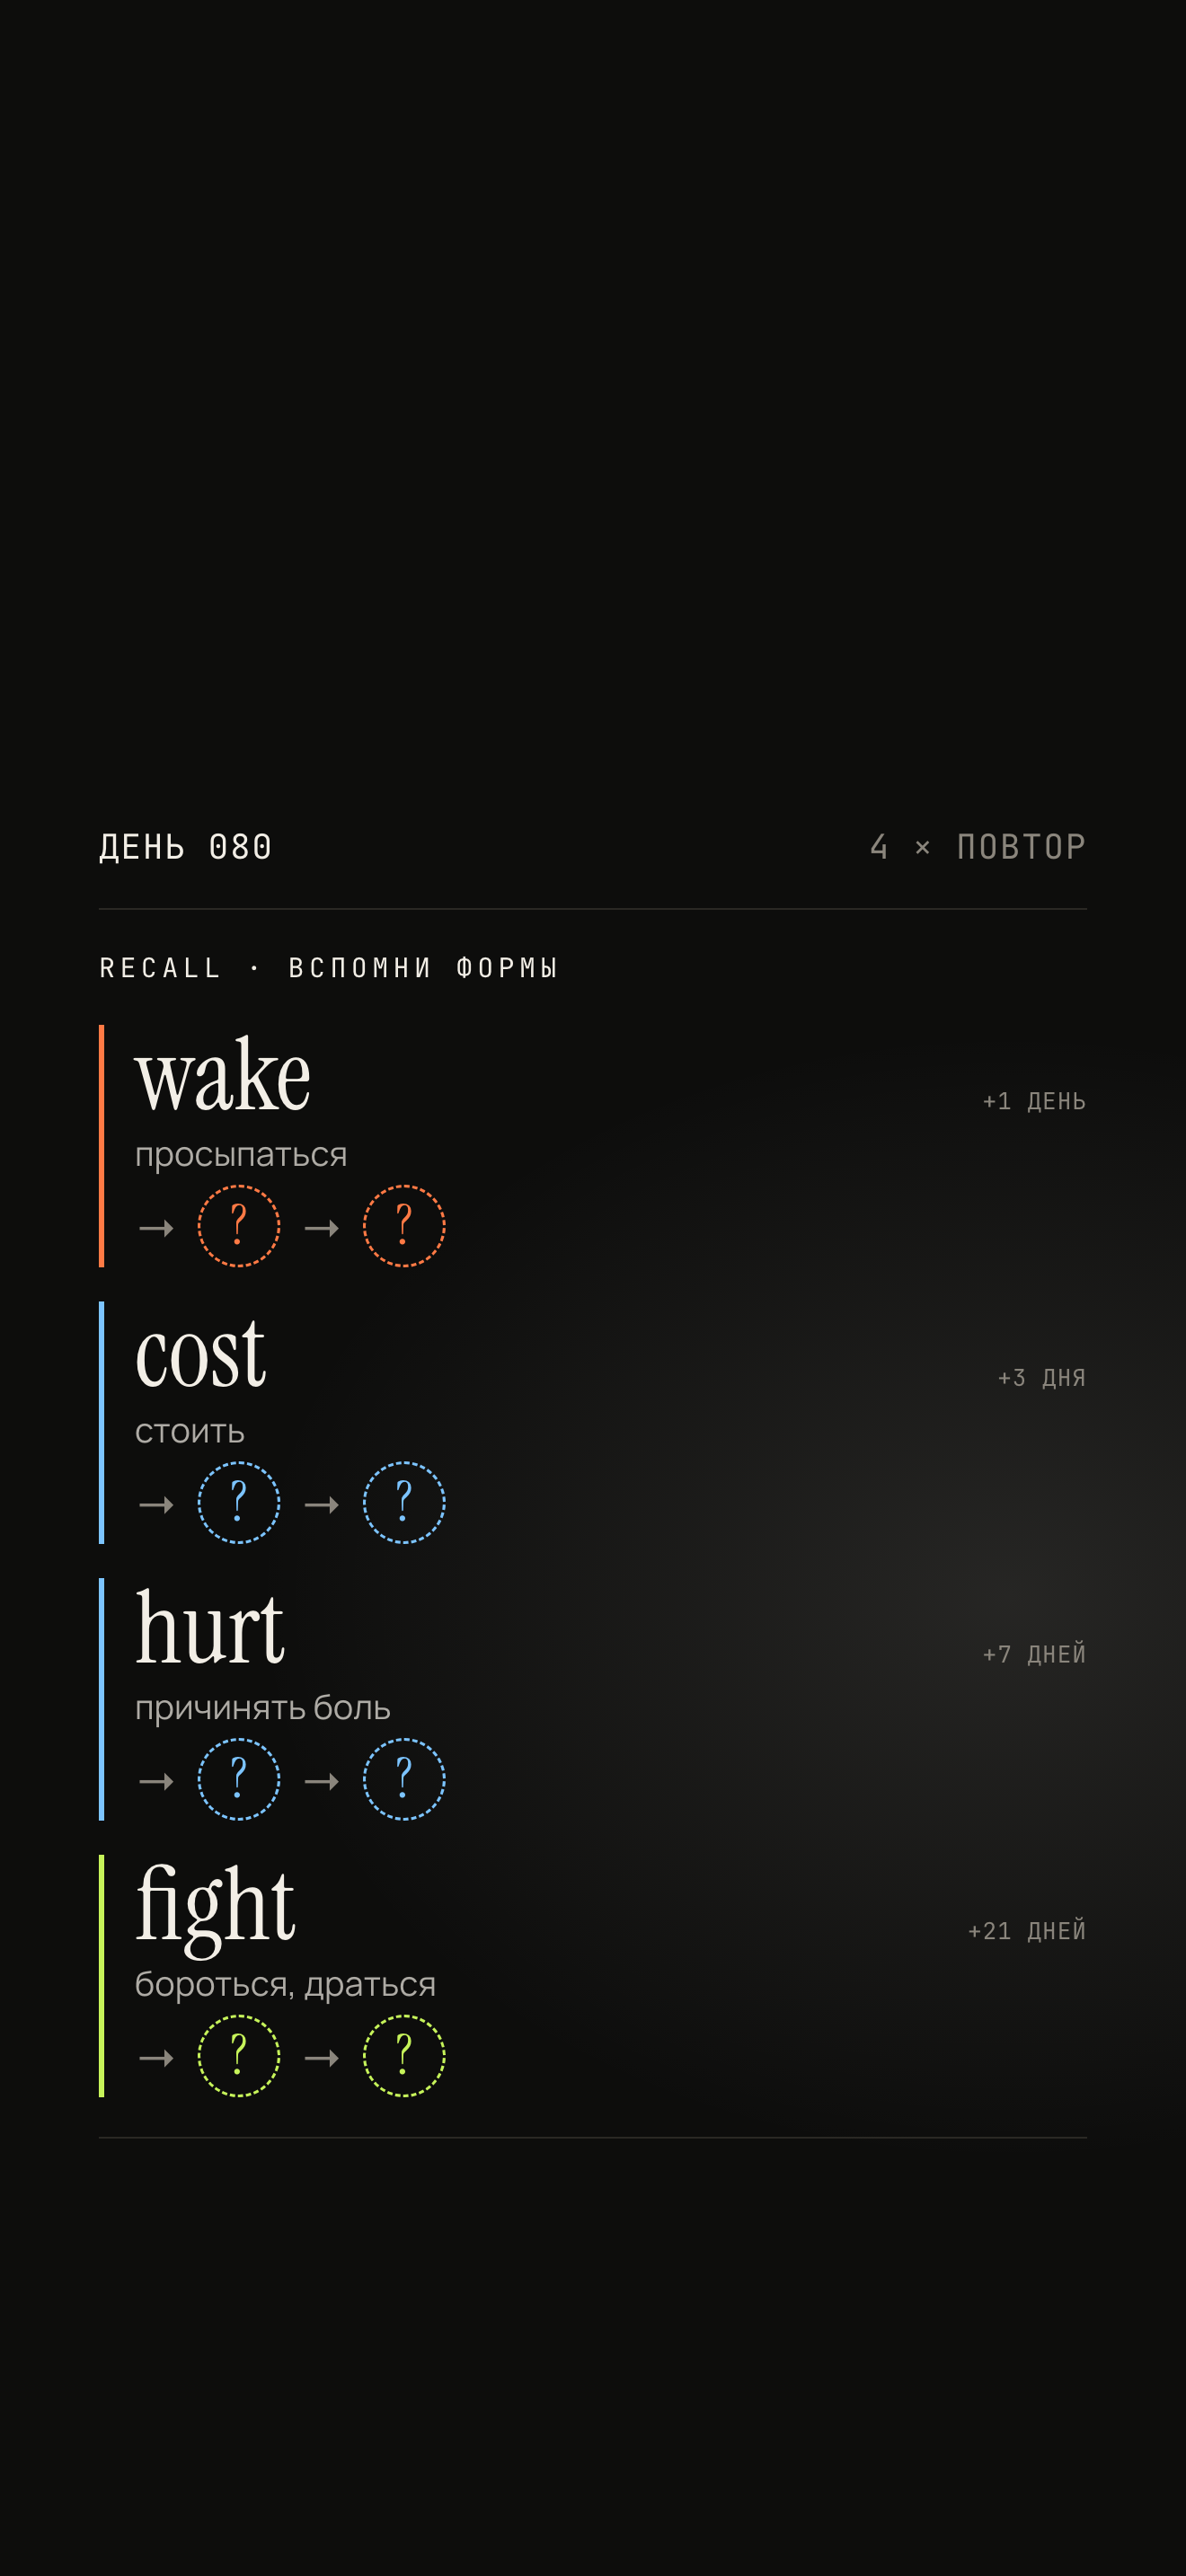 ДЕНЬ 080
4 × ПОВТОР
RECALL · ВСПОМНИ ФОРМЫ
wake
+1 ДЕНЬ
просыпаться
→ ? → ?
cost
+3 ДНЯ
стоить
→ ? → ?
hurt
+7 ДНЕЙ
причинять боль
→ ? → ?
fight
+21 ДНЕЙ
бороться, драться
→ ? → ?